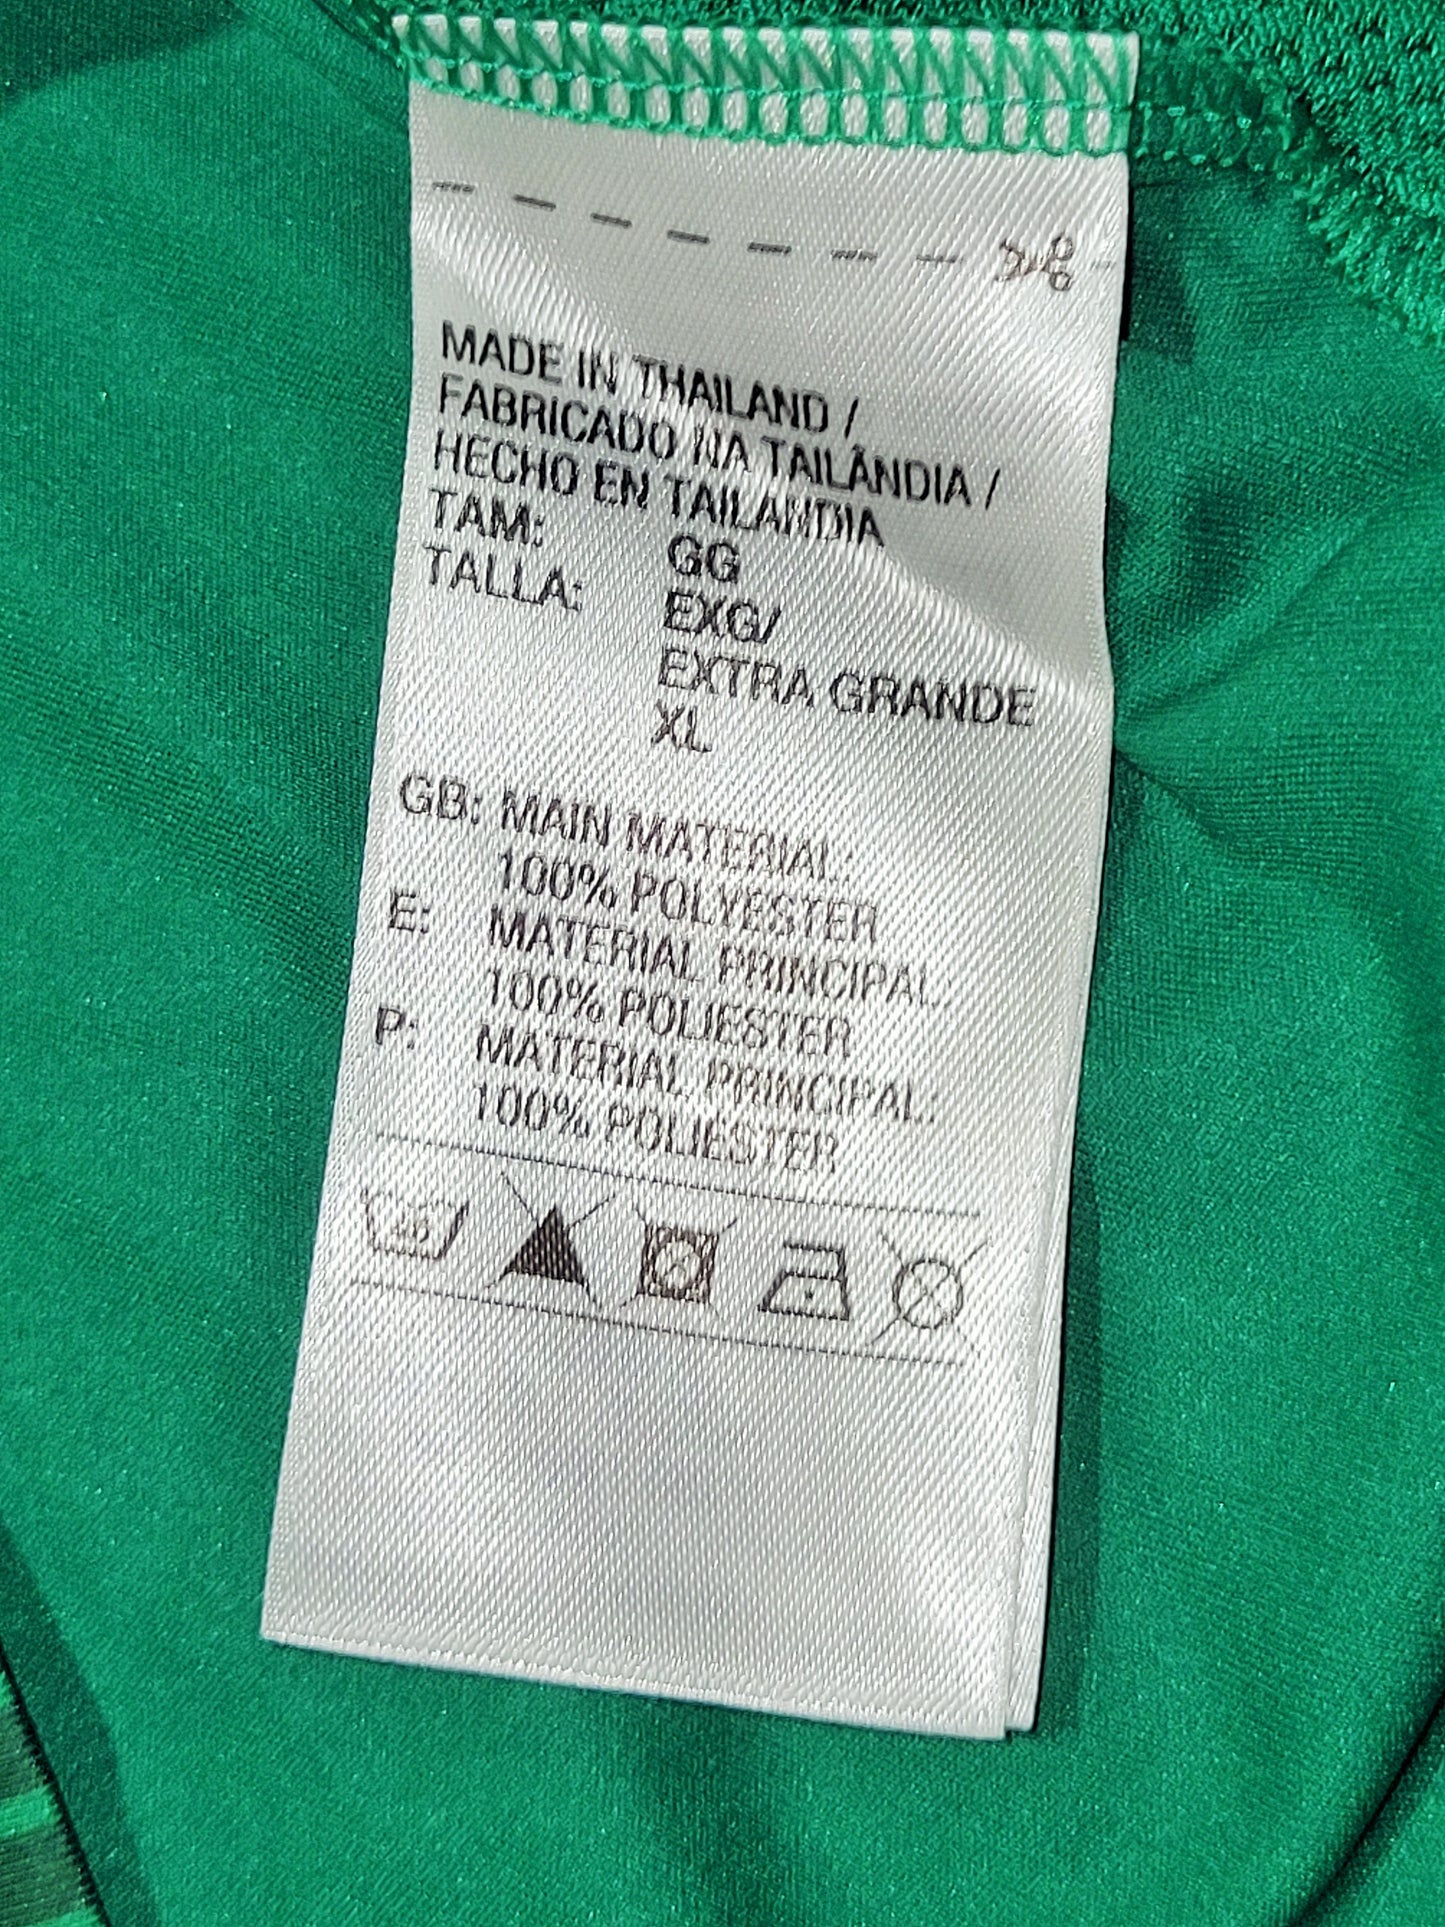 MADE IN THAILAND /
FABRICADO NA TAILÂNDIA /
HECHO EN TAILANDIA
TAM: GG
TALLA: EXG/
EXTRA GRANDE
XL
GB: MAIN MATERIAL:
100% POLYESTER
E: MATERIAL PRINCIPAL:
100% POLIESTER
P: MATERIAL PRINCIPAL:
100% POLIÉSTER